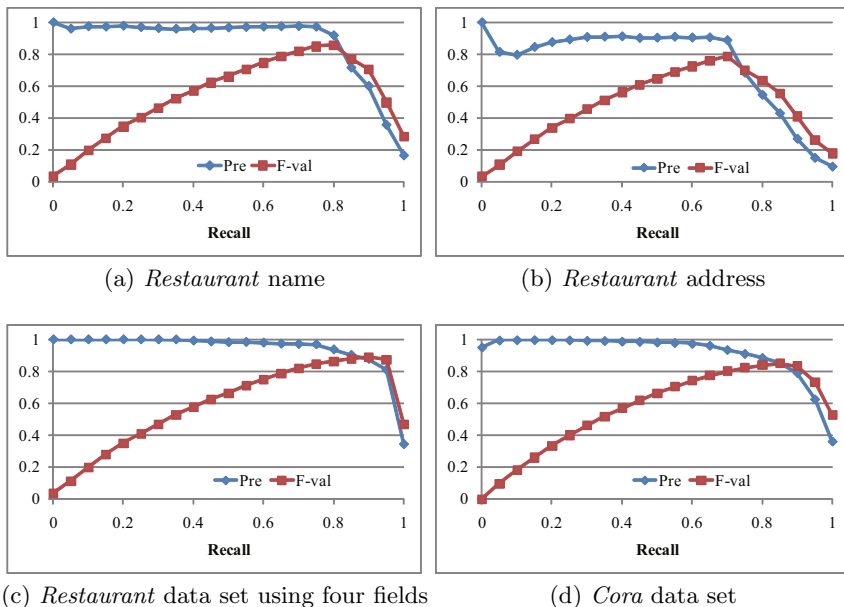 1
0.8
0.6
0.4
0.2
0
Pre F-val
0 0.2 0.4 0.6 0.8 1
Recall
(a) Restaurant name
1
0.8
0.6
0.4
0.2
0
Pre F-val
0 0.2 0.4 0.6 0.8 1
Recall
(b) Restaurant address
1
0.8
0.6
0.4
0.2
0
Pre F-val
0 0.2 0.4 0.6 0.8 1
Recall
(c) Restaurant data set using four fields
1
0.8
0.6
0.4
0.2
0
Pre F-val
0 0.2 0.4 0.6 0.8 1
Recall
(d) Cora data set